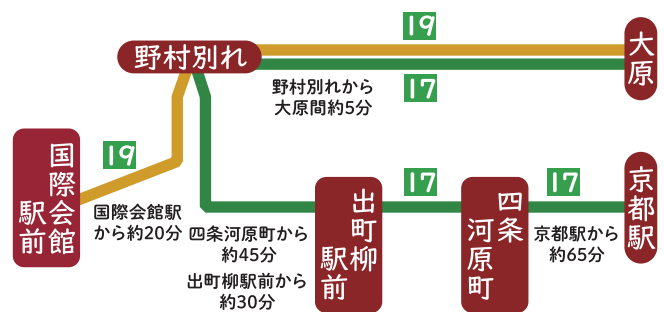 19
野村別れ
大原
17
野村別れから
大原間約5分
19
国際会館
駅前
国際会館駅
から約20分
四条河原町から
約45分
出町柳駅前から
約30分
出町柳
駅前
17
四条
河原町
17
京都駅から
約65分
京都駅